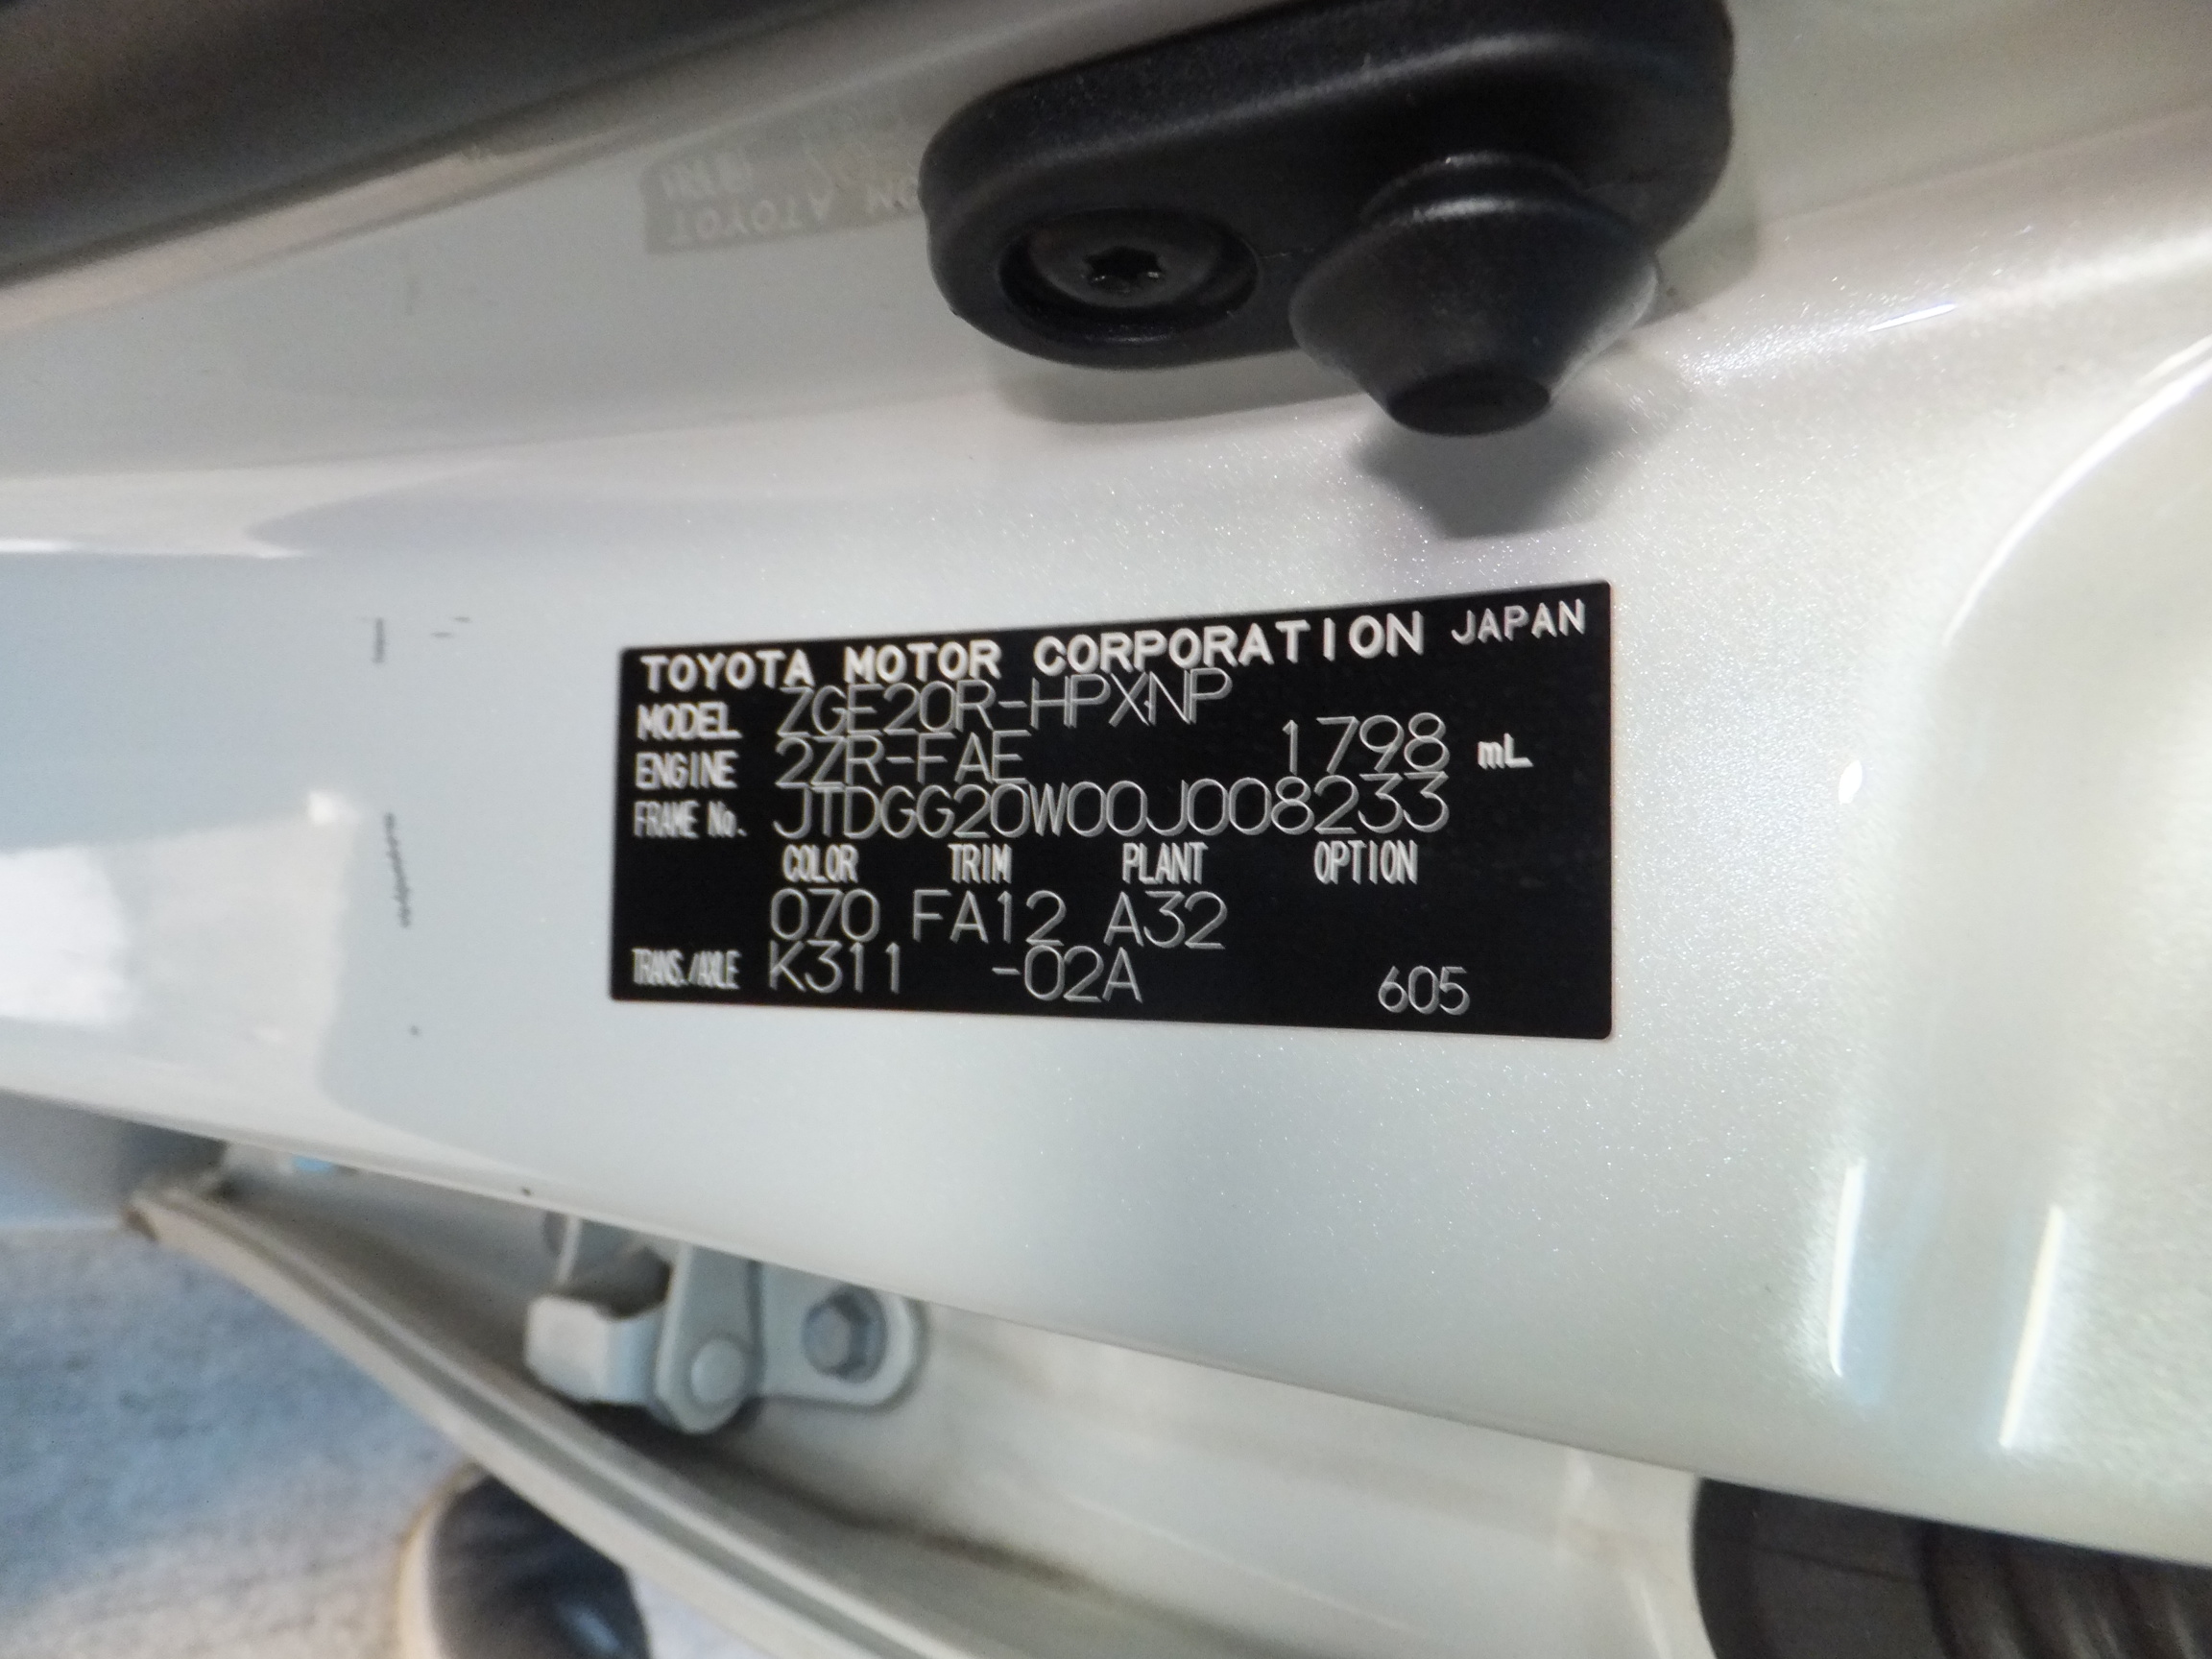 TOYOTA MOTOR CORPORATION JAPAN
MODEL ZGE20R-HPXNP
ENGINE 2ZR-FAE 1798 mL
FRAME No. JTDGG20W00J008233
COLOR TRIM PLANT OPTION
070 FA12 A32
TRANS./AXLE K311 -02A 605